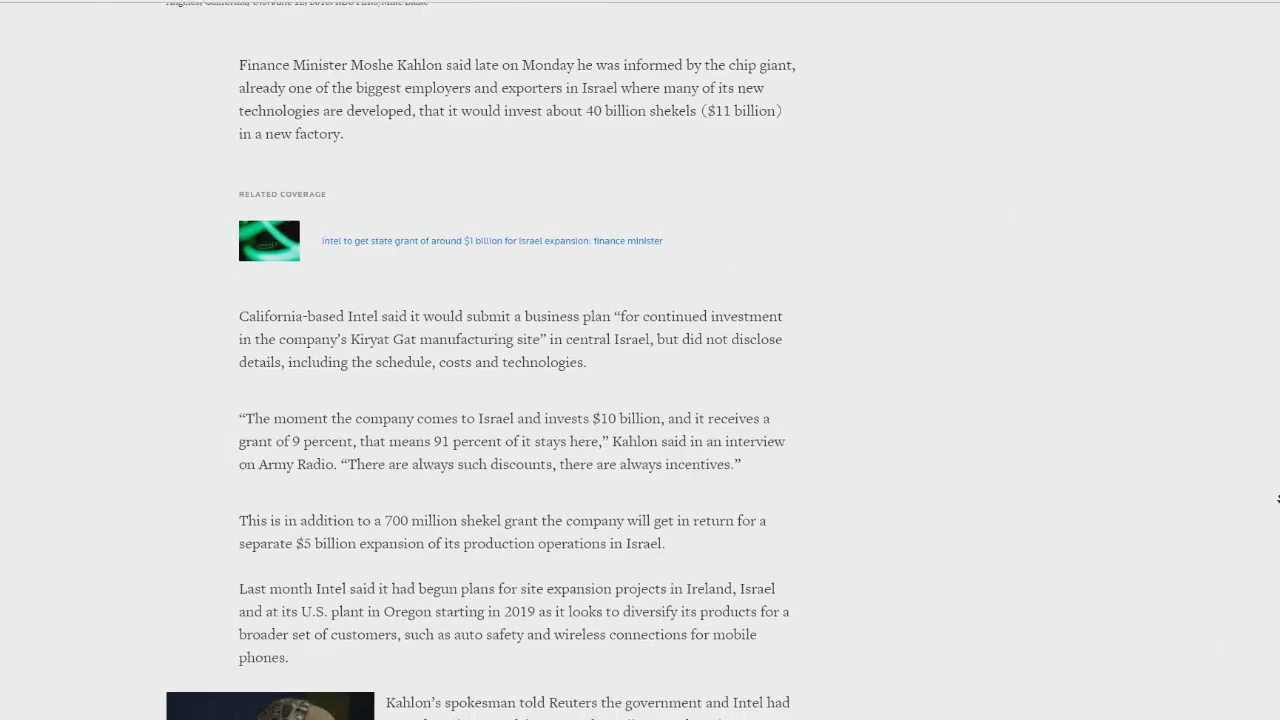 Angeles, California, U.S. June 12, 2018. REUTERS/Mike Blake
Finance Minister Moshe Kahlon said late on Monday he was informed by the chip giant,
already one of the biggest employers and exporters in Israel where many of its new
technologies are developed, that it would invest about 40 billion shekels ($11 billion)
in a new factory.
RELATED COVERAGE
Intel to get state grant of around $1 billion for Israel expansion: finance minister
California-based Intel said it would submit a business plan “for continued investment
in the company’s Kiryat Gat manufacturing site” in central Israel, but did not disclose
details, including the schedule, costs and technologies.
“The moment the company comes to Israel and invests $10 billion, and it receives a
grant of 9 percent, that means 91 percent of it stays here,” Kahlon said in an interview
on Army Radio. “There are always such discounts, there are always incentives.”
This is in addition to a 700 million shekel grant the company will get in return for a
separate $5 billion expansion of its production operations in Israel.
Last month Intel said it had begun plans for site expansion projects in Ireland, Israel
and at its U.S. plant in Oregon starting in 2019 as it looks to diversify its products for a
broader set of customers, such as auto safety and wireless connections for mobile
phones.
Kahlon’s spokesman told Reuters the government and Intel had